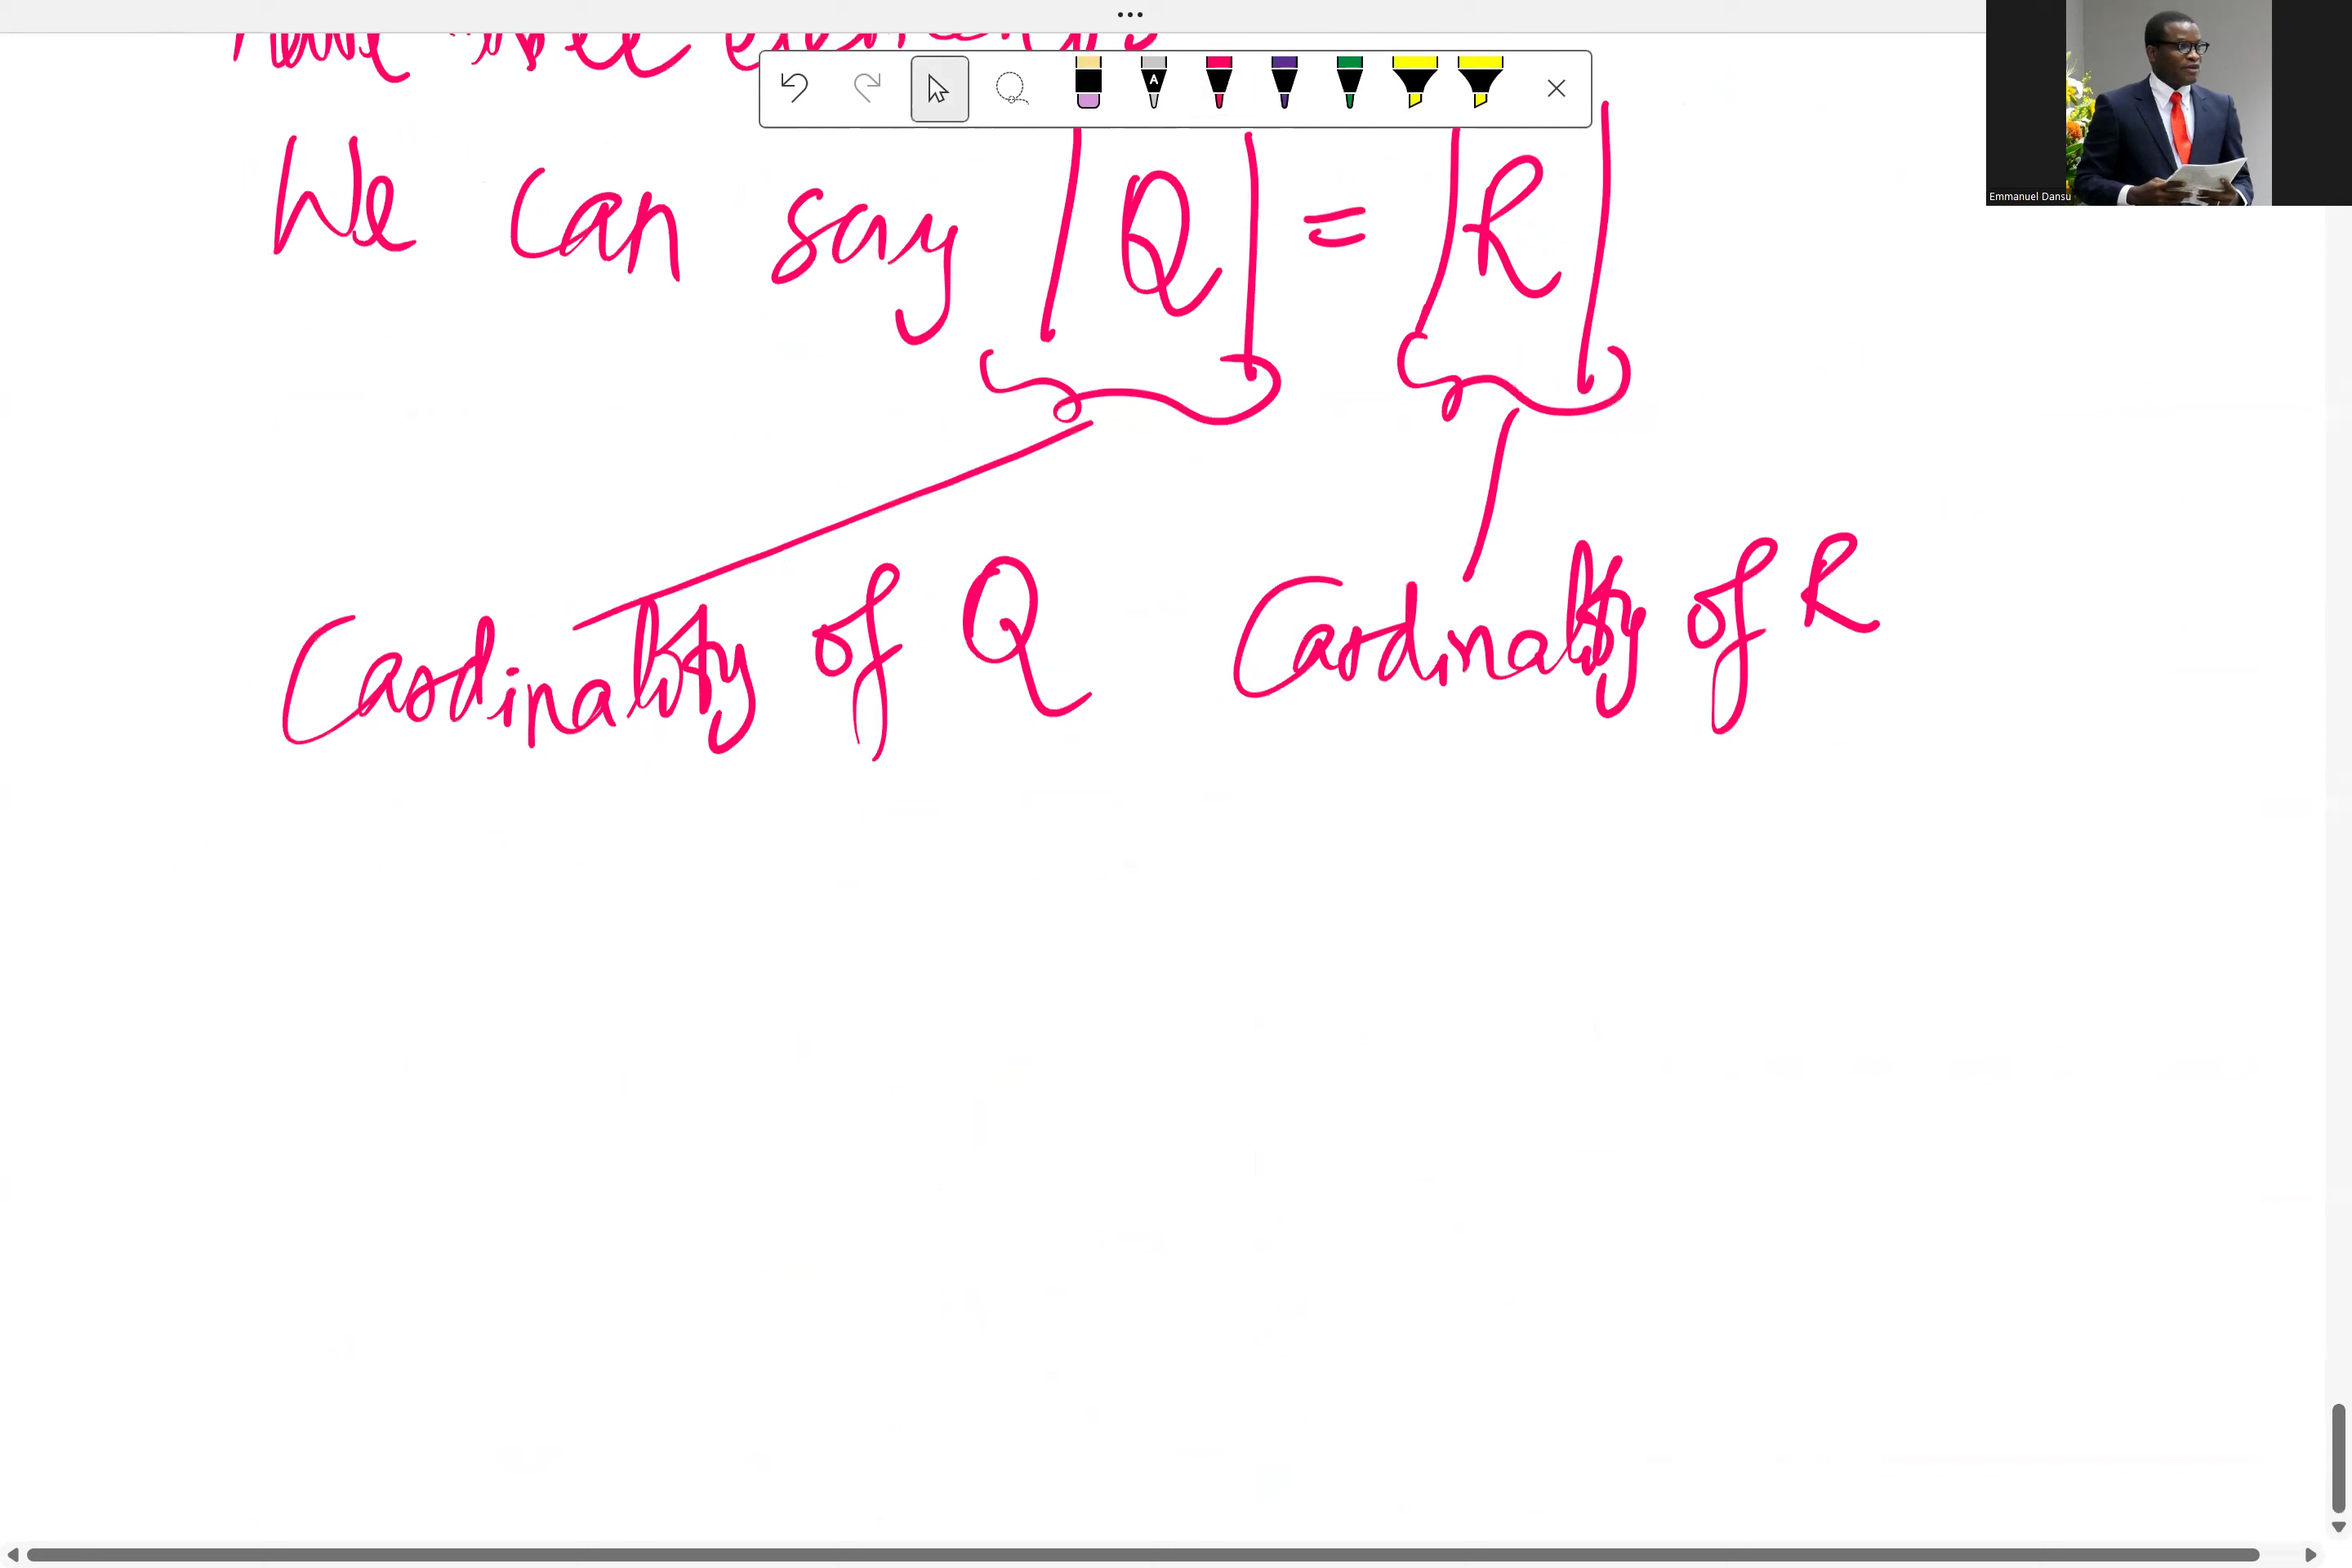 We can say |Q| = |R|
Cardinality of Q Cardinality of R
Emmanuel Dansu
A